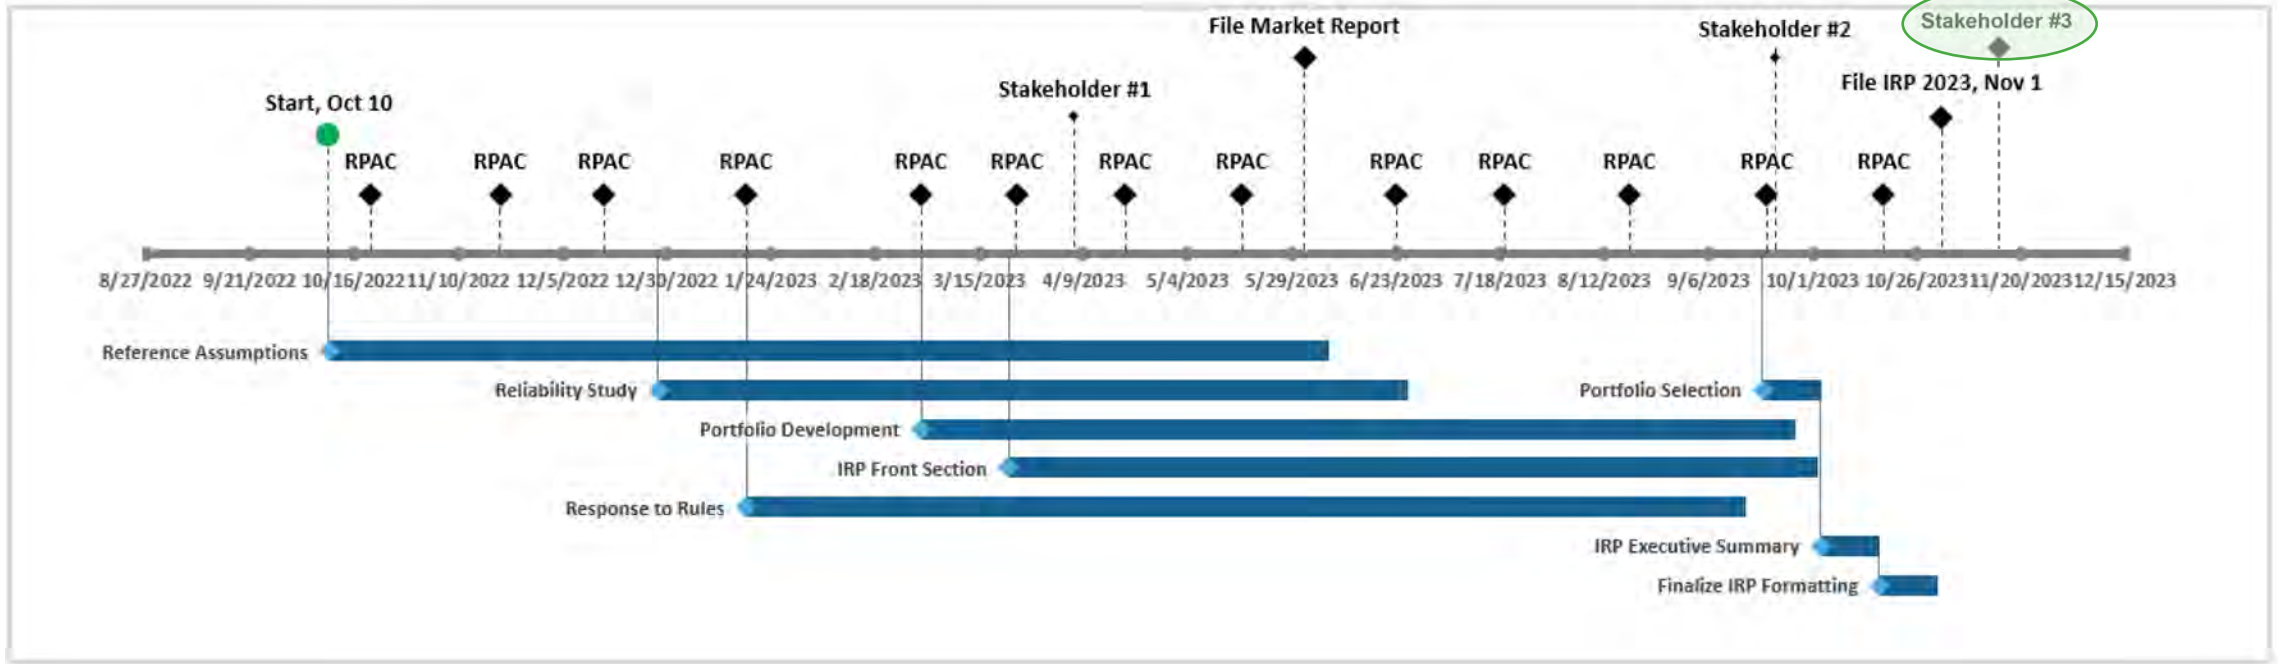 Stakeholder #3
File Market Report
Stakeholder #2
File IRP 2023, Nov 1
Stakeholder #1
Start, Oct 10
RPAC RPAC RPAC RPAC RPAC RPAC RPAC RPAC RPAC RPAC RPAC RPAC RPAC
8/27/2022 9/21/2022 10/16/2022 11/10/2022 12/5/2022 12/30/2022 1/24/2023 2/18/2023 3/15/2023 4/9/2023 5/4/2023 5/29/2023 6/23/2023 7/18/2023 8/12/2023 9/6/2023 10/1/2023 10/26/2023 11/20/2023 12/15/2023
Reference Assumptions
Reliability Study
Portfolio Selection
Portfolio Development
IRP Front Section
Response to Rules
IRP Executive Summary
Finalize IRP Formatting